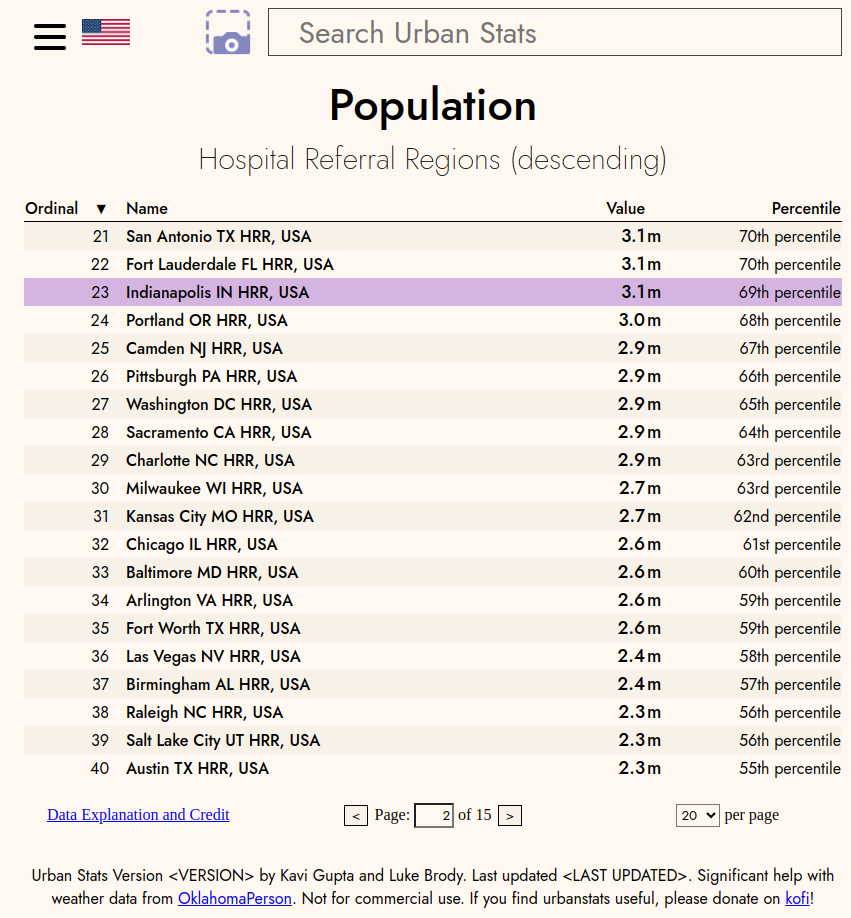 Search Urban Stats
Population
Hospital Referral Regions (descending)
Ordinal ▼ Name Value Percentile
21 San Antonio TX HRR, USA 3.1m 70th percentile
22 Fort Lauderdale FL HRR, USA 3.1m 70th percentile
23 Indianapolis IN HRR, USA 3.1m 69th percentile
24 Portland OR HRR, USA 3.0m 68th percentile
25 Camden NJ HRR, USA 2.9m 67th percentile
26 Pittsburgh PA HRR, USA 2.9m 66th percentile
27 Washington DC HRR, USA 2.9m 65th percentile
28 Sacramento CA HRR, USA 2.9m 64th percentile
29 Charlotte NC HRR, USA 2.9m 63rd percentile
30 Milwaukee WI HRR, USA 2.7m 63rd percentile
31 Kansas City MO HRR, USA 2.7m 62nd percentile
32 Chicago IL HRR, USA 2.6m 61st percentile
33 Baltimore MD HRR, USA 2.6m 60th percentile
34 Arlington VA HRR, USA 2.6m 59th percentile
35 Fort Worth TX HRR, USA 2.6m 59th percentile
36 Las Vegas NV HRR, USA 2.4m 58th percentile
37 Birmingham AL HRR, USA 2.4m 57th percentile
38 Raleigh NC HRR, USA 2.3m 56th percentile
39 Salt Lake City UT HRR, USA 2.3m 56th percentile
40 Austin TX HRR, USA 2.3m 55th percentile
Data Explanation and Credit < Page: 2 of 15 > 20 per page
Urban Stats Version <VERSION> by Kavi Gupta and Luke Brody. Last updated <LAST UPDATED>. Significant help with
weather data from OklahomaPerson. Not for commercial use. If you find urbanstats useful, please donate on kofi!